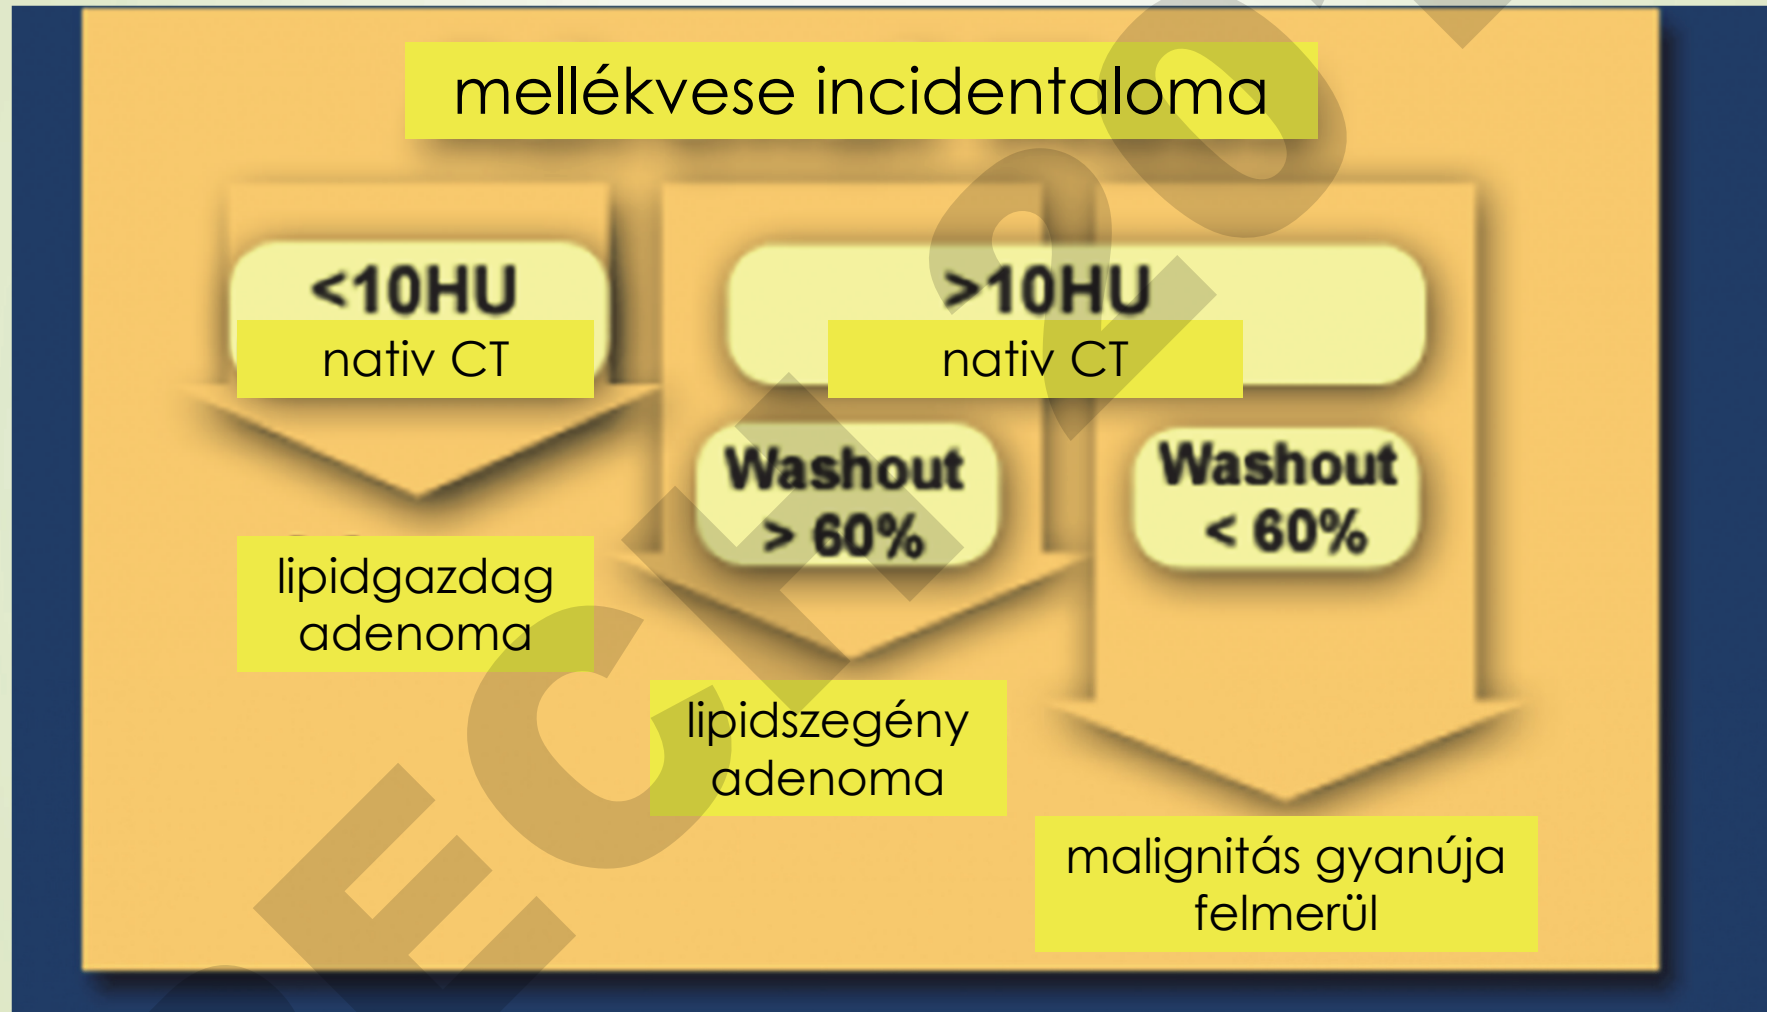 mellékvese incidentaloma
<10HU
nativ CT
>10HU
nativ CT
Washout
> 60%
Washout
< 60%
lipidgazdag
adenoma
lipidszegény
adenoma
malignitás gyanúja
felmerül